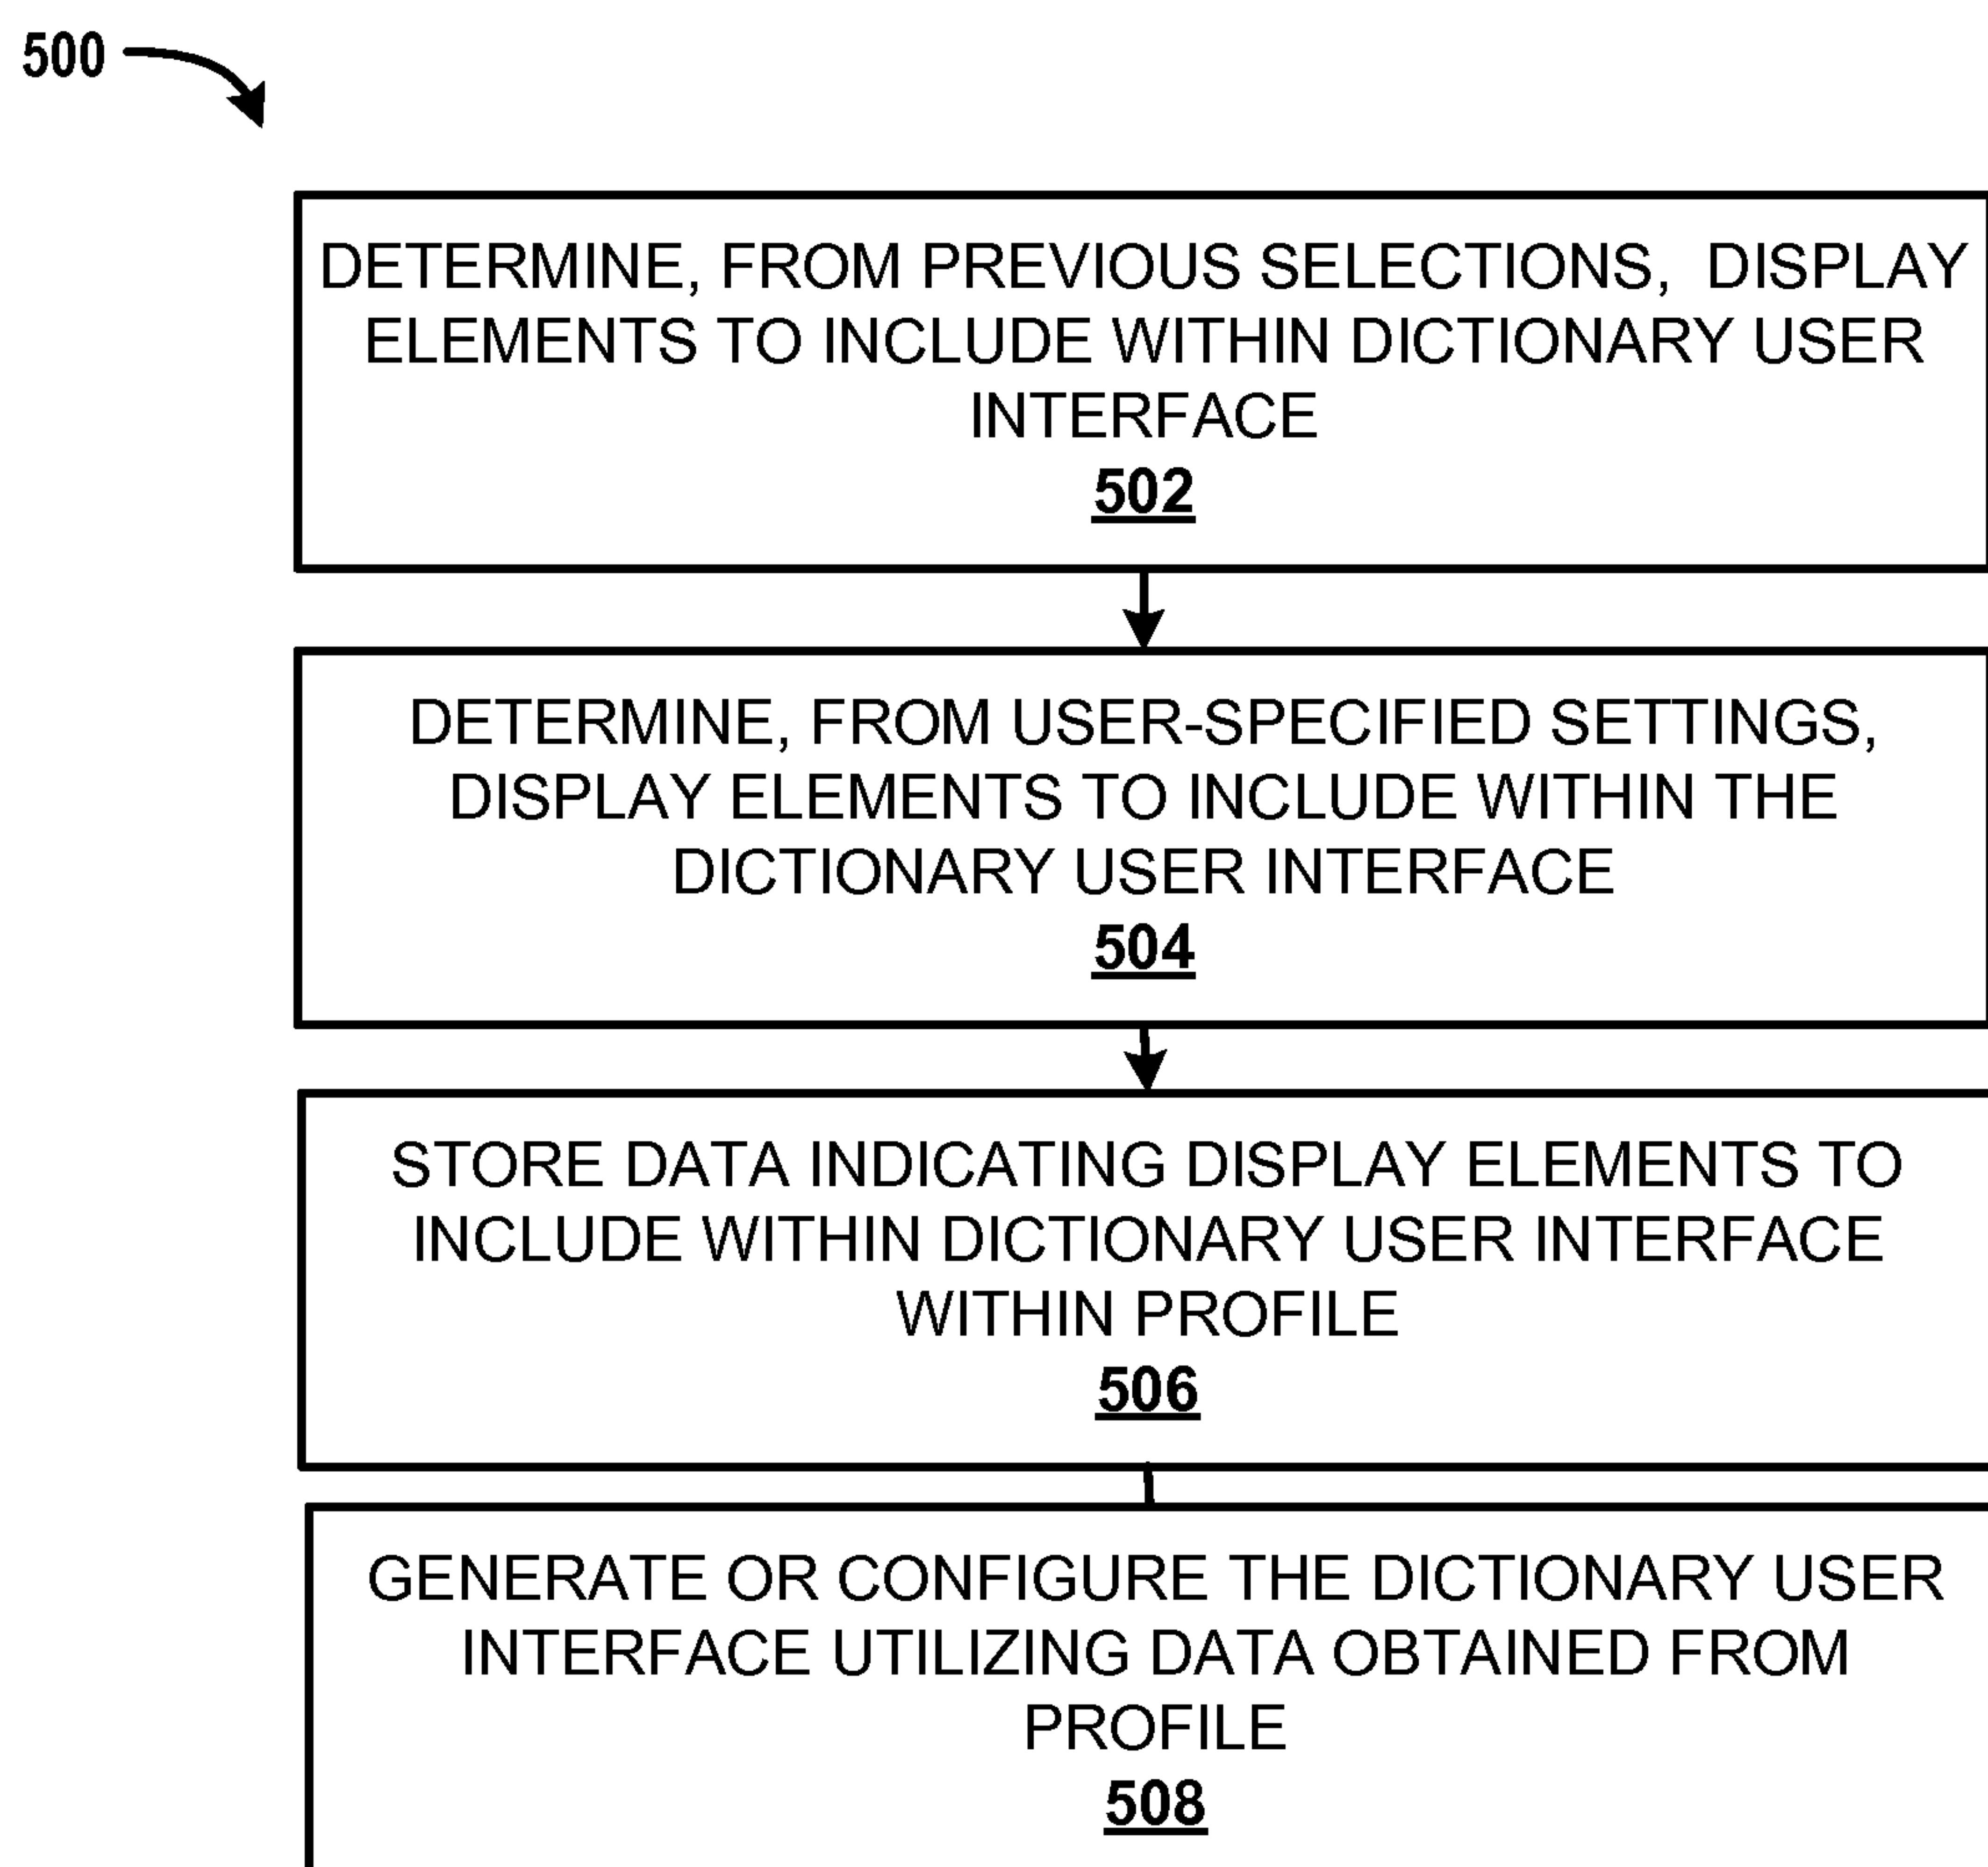 500
DETERMINE, FROM PREVIOUS SELECTIONS, DISPLAY
ELEMENTS TO INCLUDE WITHIN DICTIONARY USER
INTERFACE
502
DETERMINE, FROM USER-SPECIFIED SETTINGS,
DISPLAY ELEMENTS TO INCLUDE WITHIN THE
DICTIONARY USER INTERFACE
504
STORE DATA INDICATING DISPLAY ELEMENTS TO
INCLUDE WITHIN DICTIONARY USER INTERFACE
WITHIN PROFILE
506
GENERATE OR CONFIGURE THE DICTIONARY USER
INTERFACE UTILIZING DATA OBTAINED FROM
PROFILE
508